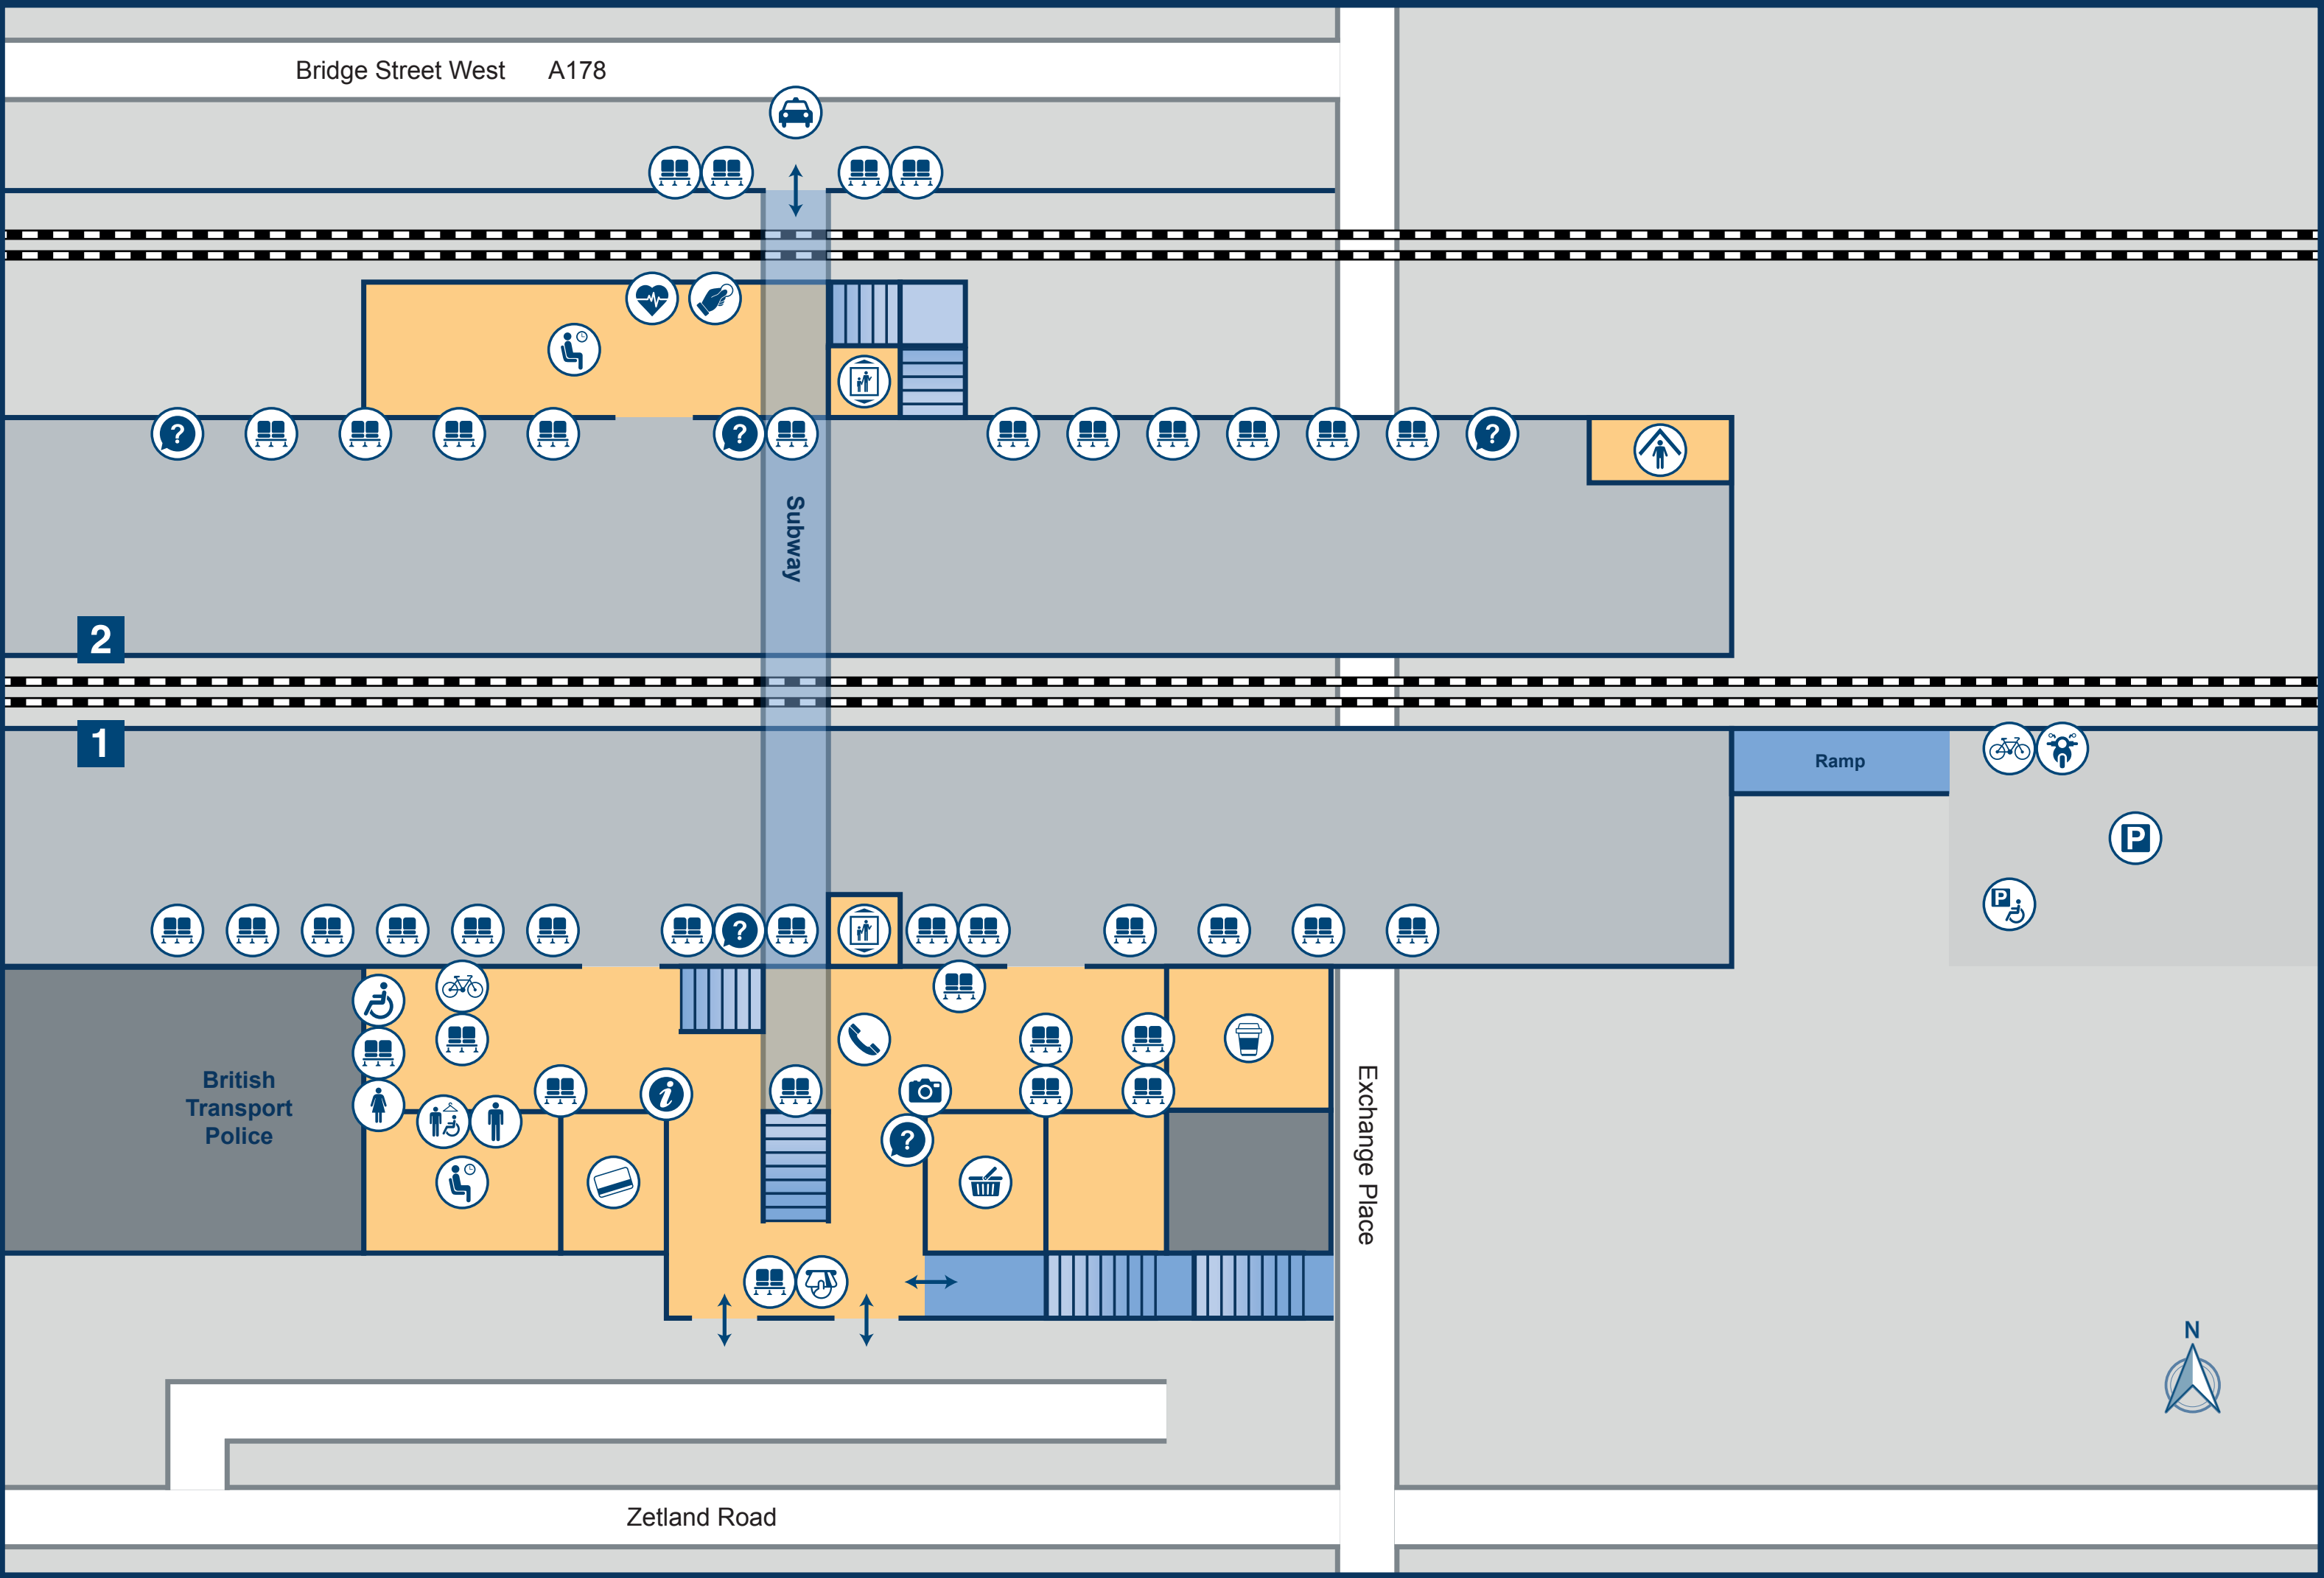 Bridge Street West A178
? ? ?
Subway
2
1
Ramp
P
P
?
British
Transport
Police
i
?
Exchange Place
N
Zetland Road